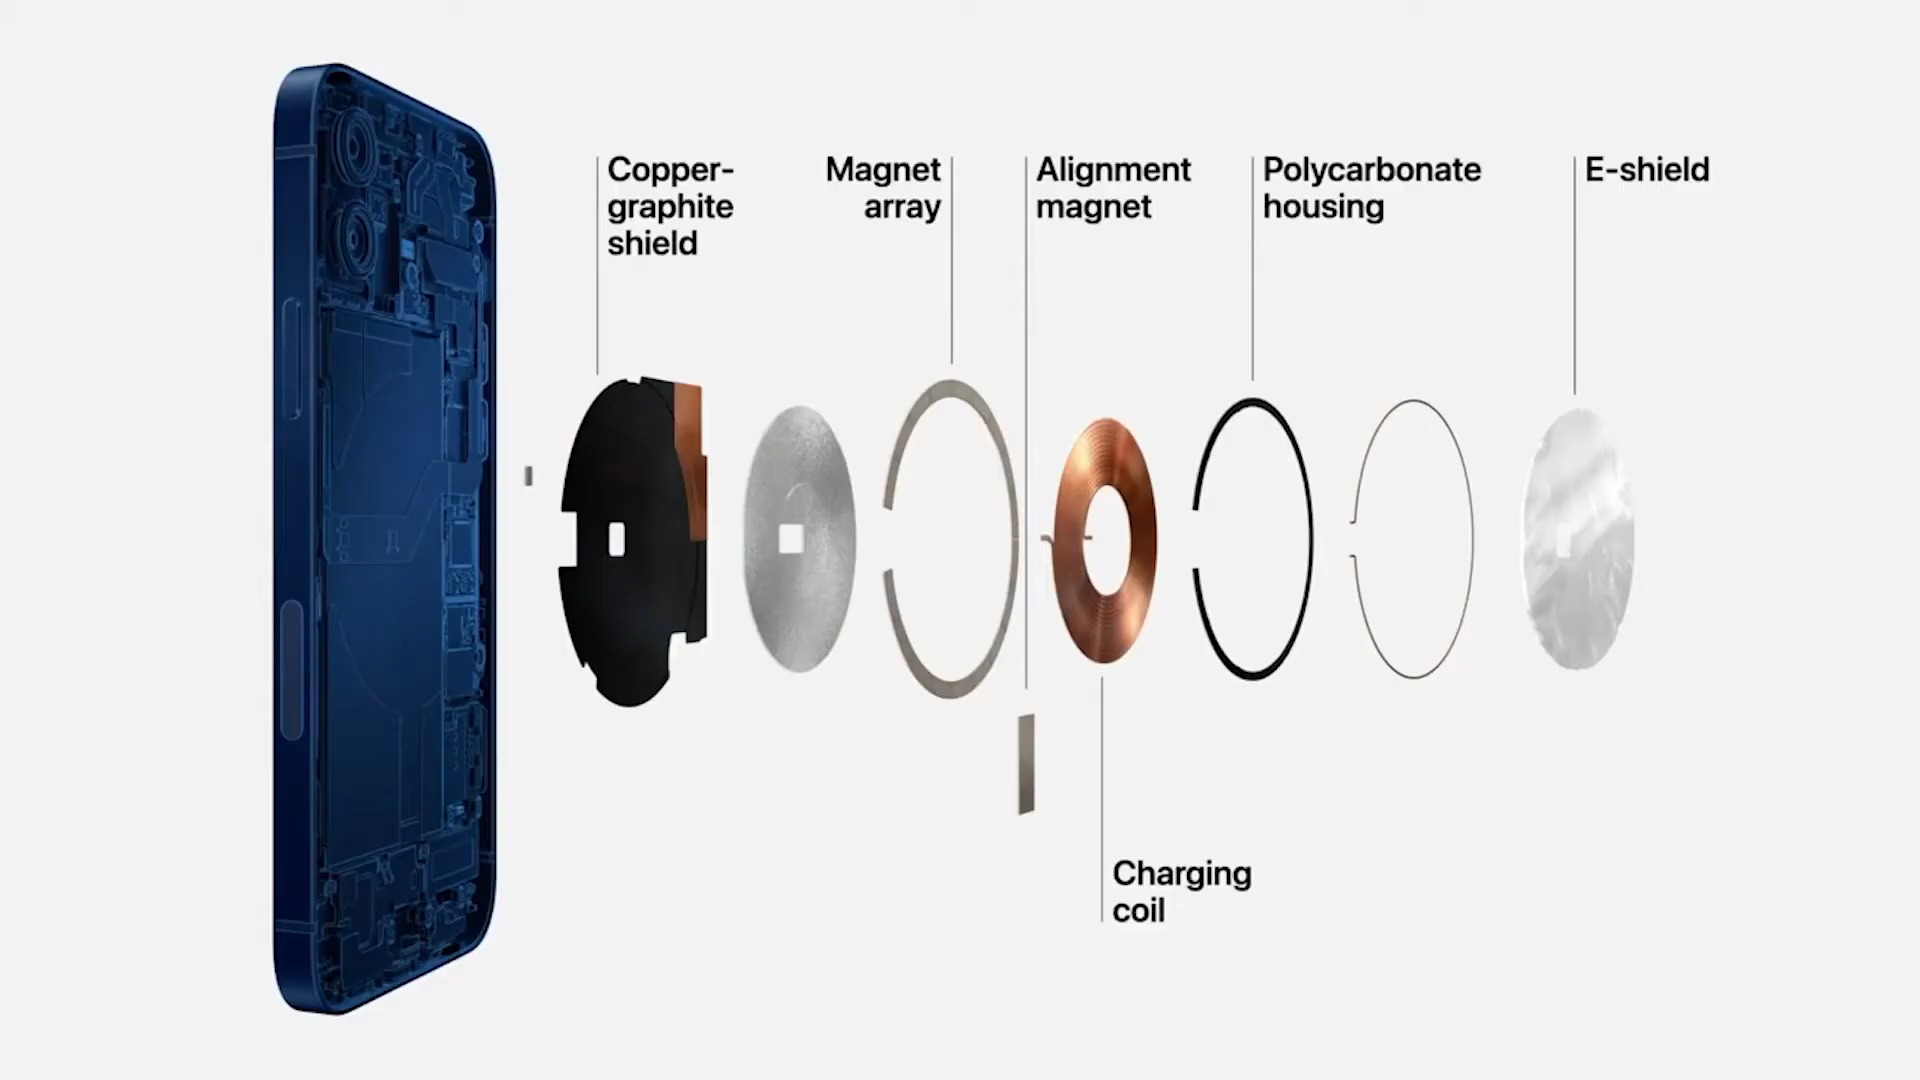 Copper-
graphite
shield
Magnet
array
Alignment
magnet
Polycarbonate
housing
E-shield
Charging
coil